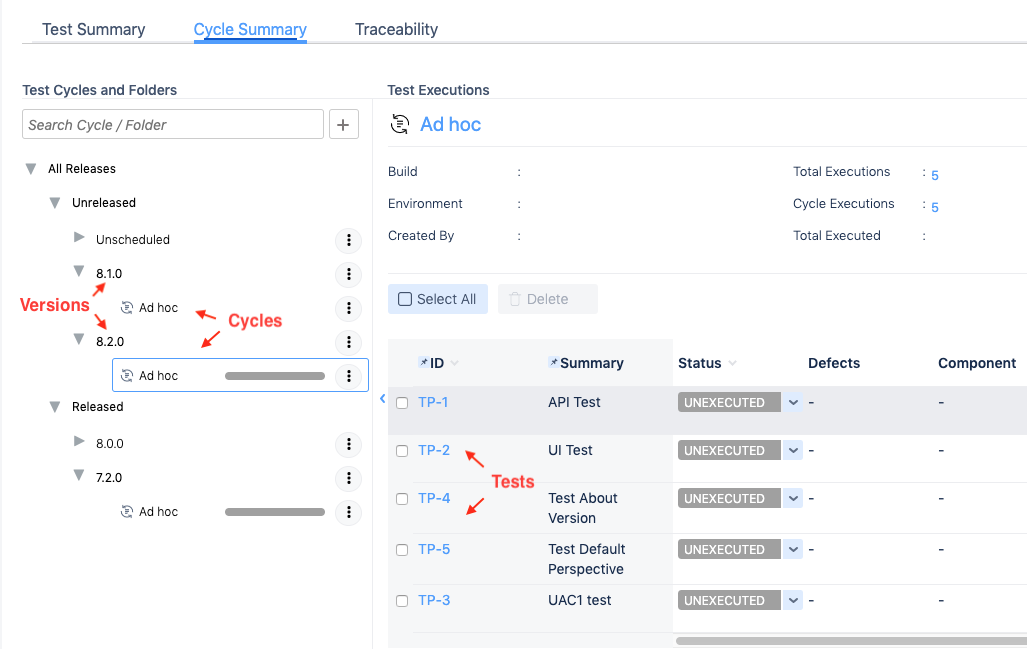 Test Summary Cycle Summary Traceability
Test Cycles and Folders
Search Cycle / Folder +
All Releases
Unreleased
Unscheduled
8.1.0
Versions
Ad hoc
Cycles
8.2.0
Ad hoc
Released
8.0.0
7.2.0
Ad hoc
Test Executions
Ad hoc
Build : Total Executions : 5
Environment : Cycle Executions : 5
Created By : Total Executed :
Select All Delete
ID Summary Status Defects Component
TP-1 API Test UNEXECUTED - -
TP-2 UI Test UNEXECUTED - -
Tests
TP-4 Test About UNEXECUTED - -
Version
TP-5 Test Default UNEXECUTED - -
Perspective
TP-3 UAC1 test UNEXECUTED - -